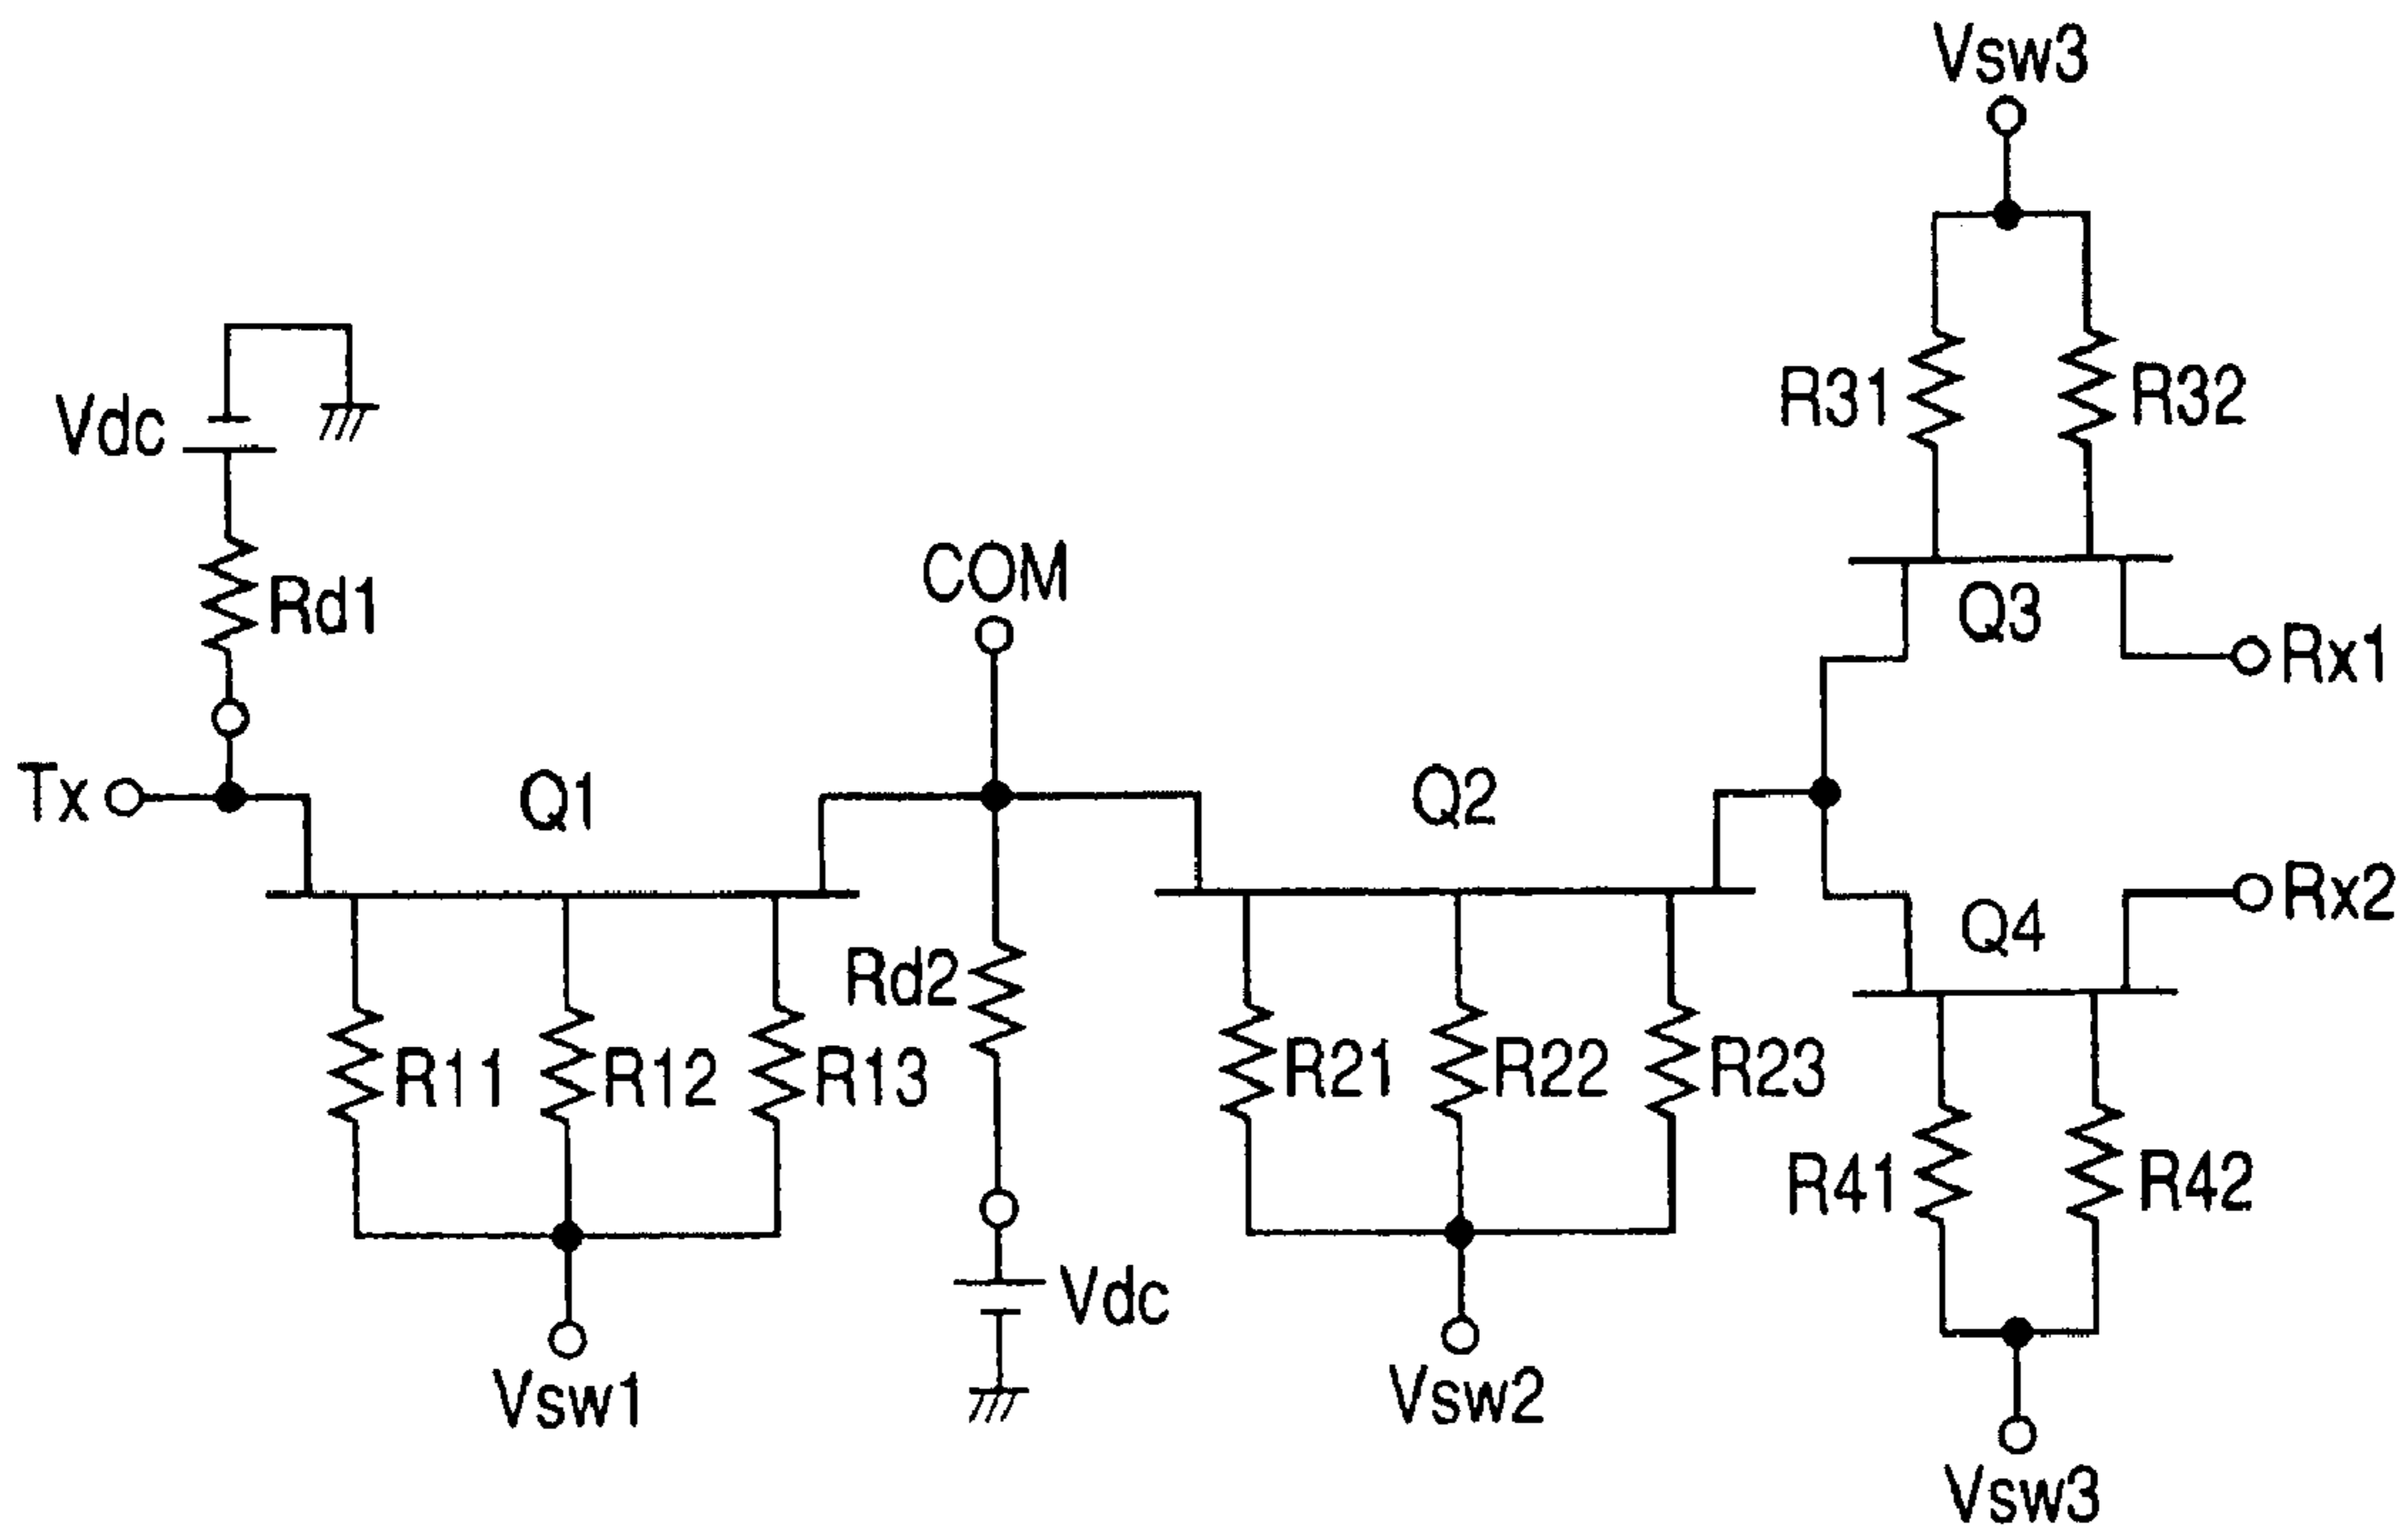 Vsw3
R31
R32
Vdc
Rd1
COM
Q3
Rx1
Tx
Q1
Q2
Rx2
Q4
Rd2
R11
R12
R13
R21
R22
R23
R41
R42
Vdc
Vsw1
Vsw2
Vsw3